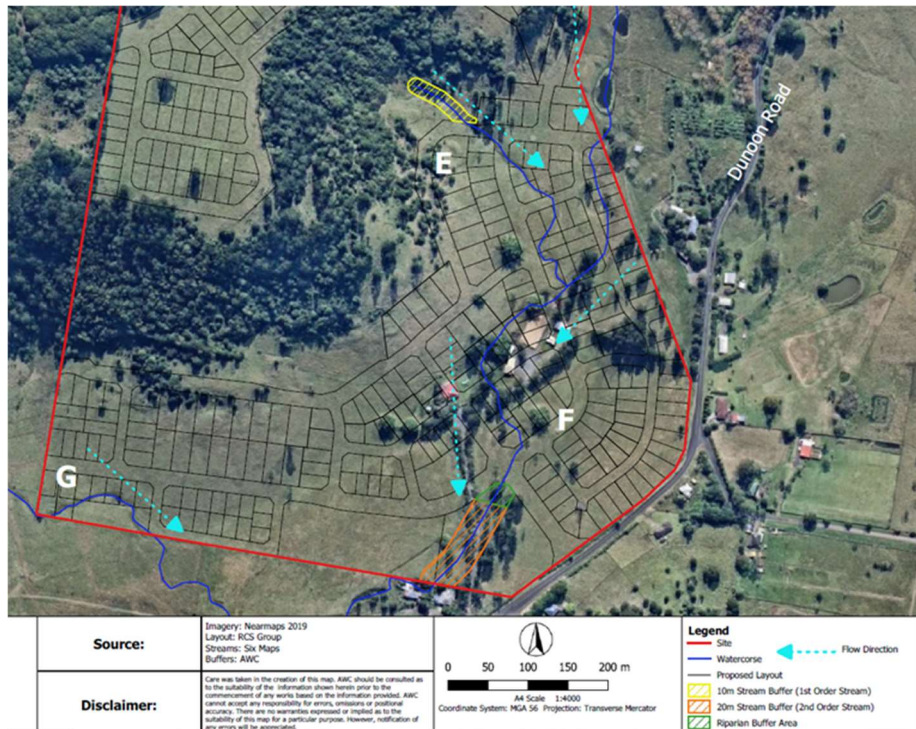 Dunoon Road
E
F
G
Source:
Imagery: Nearmaps 2019
Layout: RCS Group
Streams: Six Maps
Buffers: AWC
Disclaimer:
Care was taken in the creation of this map. AWC should be consulted as
to the suitability of the information shown herein prior to the
commencement of any works based on the information provided. AWC
cannot accept any responsibility for errors, omissions or positional
accuracy. There are no warranties expressed or implied as to the
suitability of this map for a particular purpose. However, notification of
any errors will be appreciated.
0 50 100 150 200 m
A4 Scale 1:4000
Coordinate System: MGA 56 Projection: Transverse Mercator
Legend
Site
Watercorse
Flow Direction
Proposed Layout
10m Stream Buffer (1st Order Stream)
20m Stream Buffer (2nd Order Stream)
Riparian Buffer Area